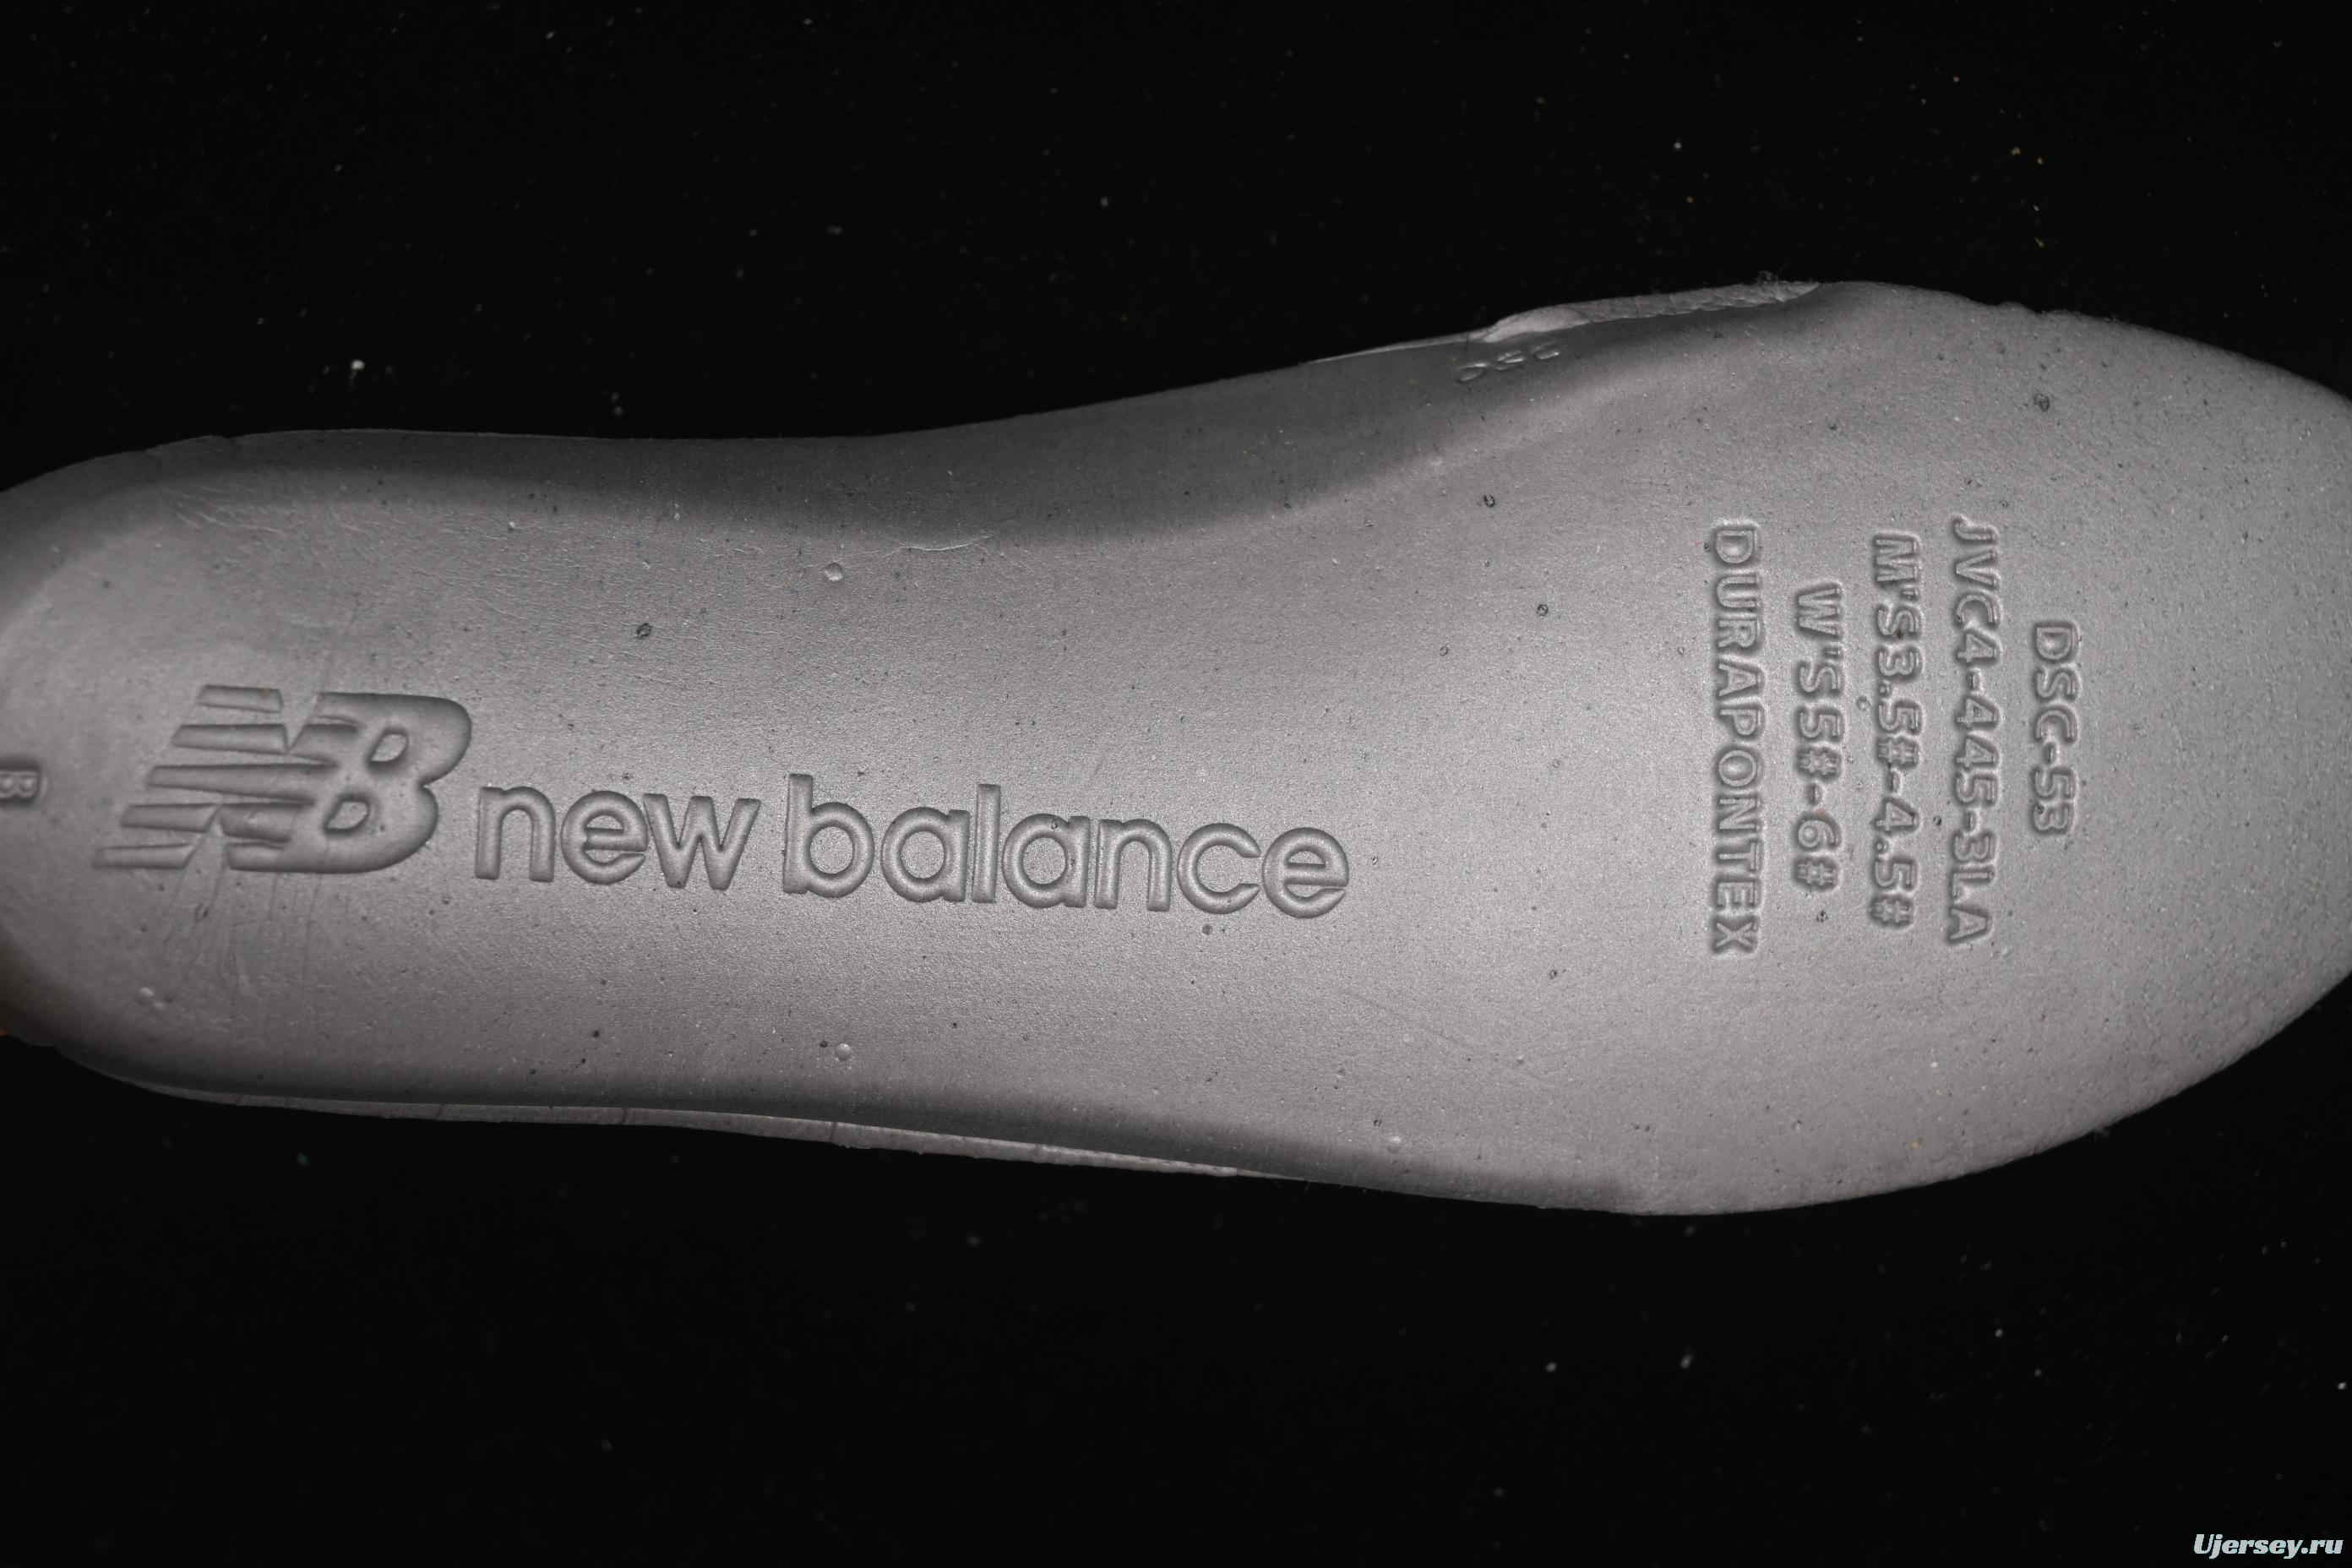 NB new balance
DSC-53
JVC4-445-3LA
M'S3.5#-4.5#
W'S5#-6#
DURAPONTEX
B
Ujersey.ru